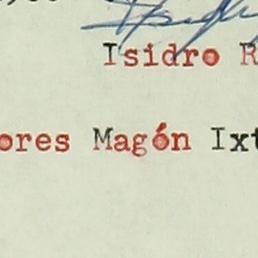 Isidro R
ores Magón Ixt